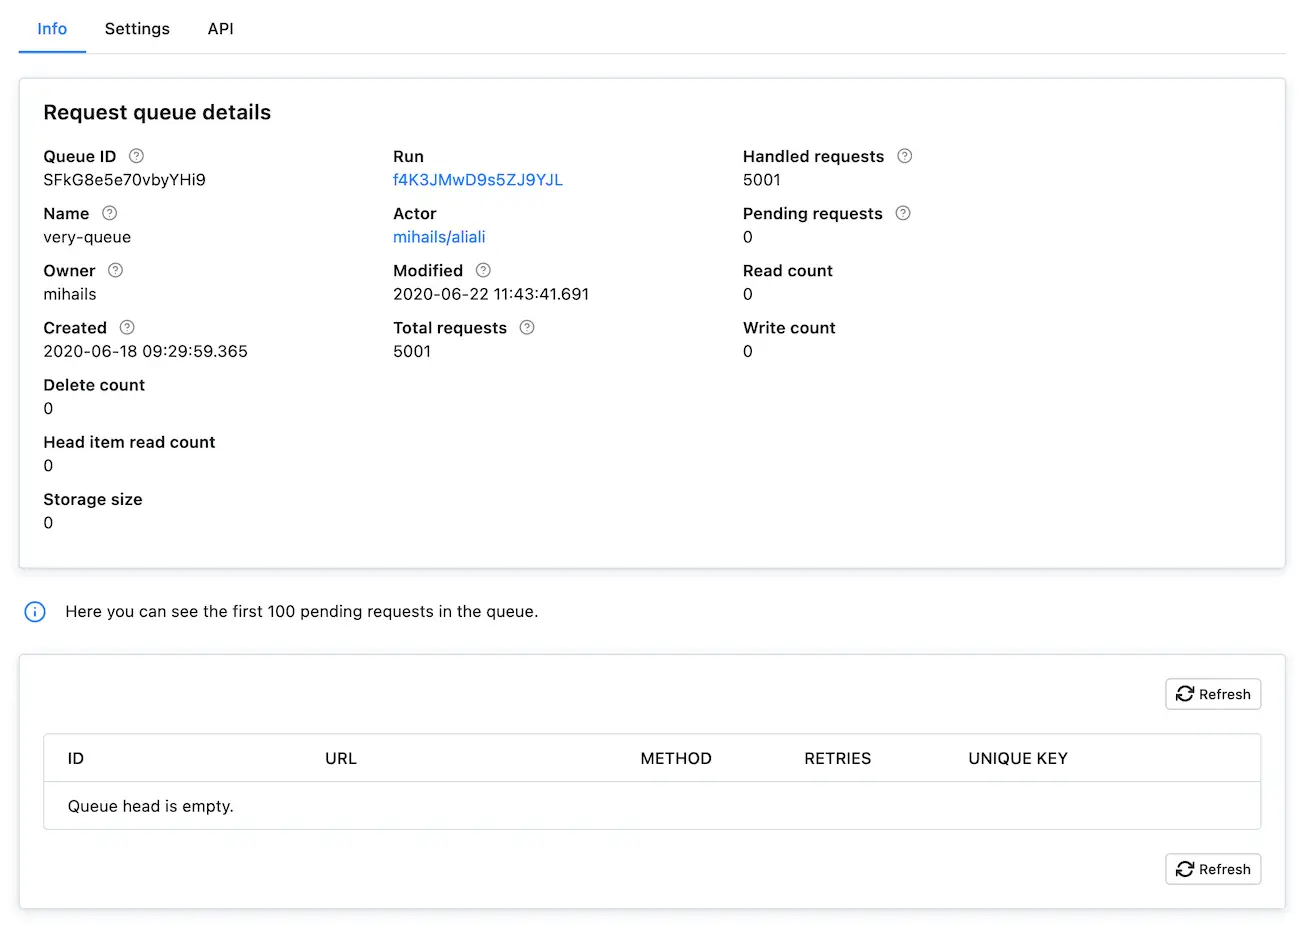 Info Settings API
Request queue details
Queue ID Run Handled requests
SFkG8e5e70vbyYHi9 f4K3JMwD9s5ZJ9YJL 5001
Name Actor Pending requests
very-queue mihails/aliali 0
Owner Modified Read count
mihails 2020-06-22 11:43:41.691 0
Created Total requests Write count
2020-06-18 09:29:59.365 5001 0
Delete count
0
Head item read count
0
Storage size
0
Here you can see the first 100 pending requests in the queue.
Refresh
ID URL METHOD RETRIES UNIQUE KEY
Queue head is empty.
Refresh